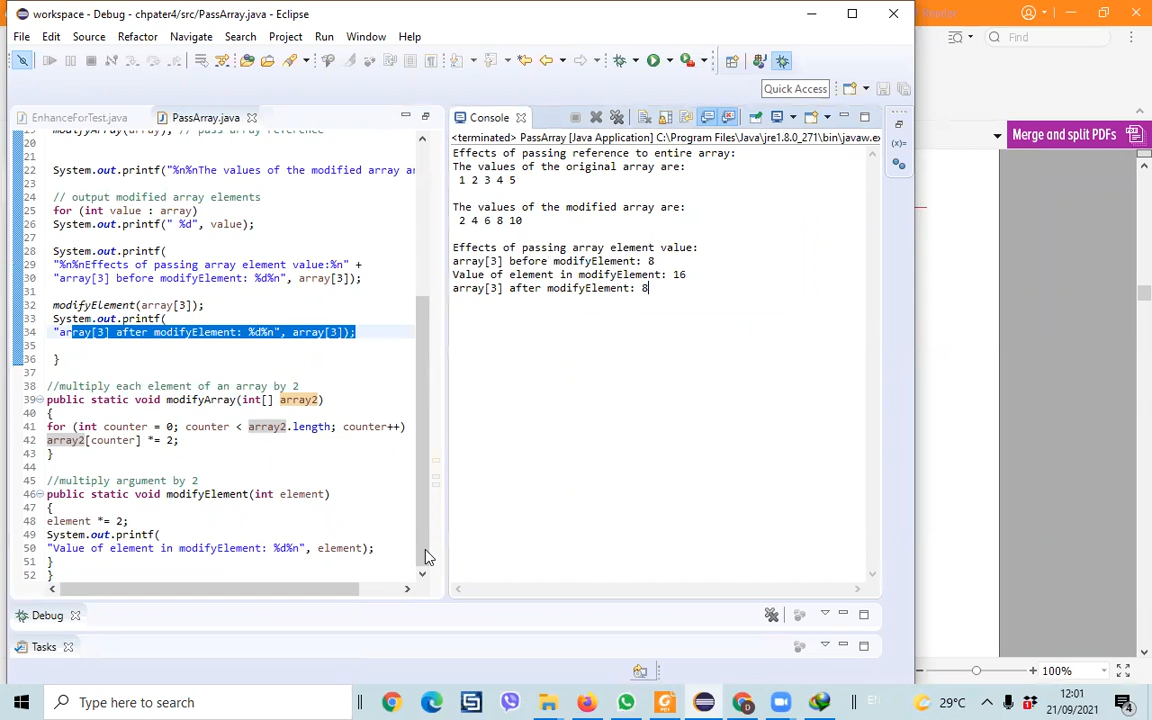 workspace - Debug - chpater4/src/PassArray.java - Eclipse
File Edit Source Refactor Navigate Search Project Run Window Help
Find
Quick Access
EnhanceForTest.java
PassArray.java
Console
Merge and split PDFs
<terminated> PassArray [Java Application] C:\Program Files\Java\jre1.8.0_271\bin\javaw.ex
19 modifyArray(array); // pass array reference
20
21
22 System.out.printf("%n%nThe values of the modified array ar
23
24 // output modified array elements
25 for (int value : array)
26 System.out.printf(" %d", value);
27
28 System.out.printf(
29 "%n%nEffects of passing array element value:%n" +
30 "array[3] before modifyElement: %d%n", array[3]);
31
32 modifyElement(array[3]);
33 System.out.printf(
34 "array[3] after modifyElement: %d%n", array[3]);
35
36 }
37
38 //multiply each element of an array by 2
39 public static void modifyArray(int[] array2)
40 {
41 for (int counter = 0; counter < array2.length; counter++)
42 array2[counter] *= 2;
43 }
44
45 //multiply argument by 2
46 public static void modifyElement(int element)
47 {
48 element *= 2;
49 System.out.printf(
50 "Value of element in modifyElement: %d%n", element);
51 }
52 }
Effects of passing reference to entire array:
The values of the original array are:
1 2 3 4 5
The values of the modified array are:
2 4 6 8 10
Effects of passing array element value:
array[3] before modifyElement: 8
Value of element in modifyElement: 16
array[3] after modifyElement: 8
(x)=
Debug
Tasks
100%
Type here to search
EN
29°C
12:01
21/09/2021
4